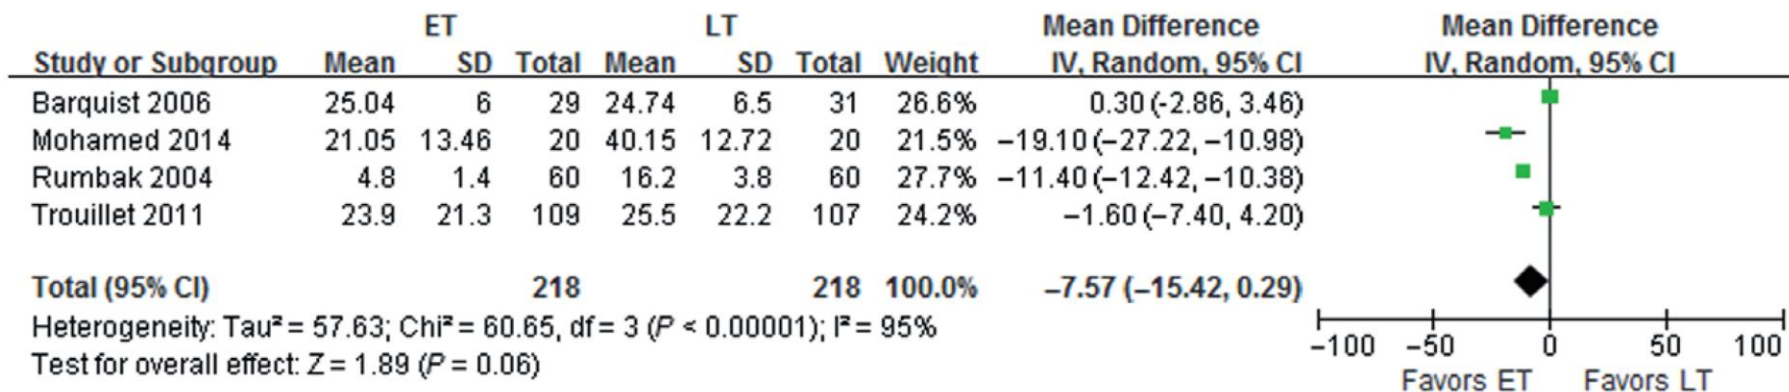 ET LT Mean Difference Mean Difference
Study or Subgroup Mean SD Total Mean SD Total Weight IV, Random, 95% CI IV, Random, 95% CI
Barquist 2006 25.04 6 29 24.74 6.5 31 26.6% 0.30 (-2.86, 3.46)
Mohamed 2014 21.05 13.46 20 40.15 12.72 20 21.5% −19.10 (−27.22, −10.98)
Rumbak 2004 4.8 1.4 60 16.2 3.8 60 27.7% −11.40 (−12.42, −10.38)
Trouillet 2011 23.9 21.3 109 25.5 22.2 107 24.2% −1.60 (−7.40, 4.20)
Total (95% CI) 218 218 100.0% −7.57 (−15.42, 0.29)
Heterogeneity: Tau² = 57.63; Chi² = 60.65, df = 3 (P < 0.00001); I² = 95%
Test for overall effect: Z = 1.89 (P = 0.06)
−100 −50 0 50 100
Favors ET Favors LT